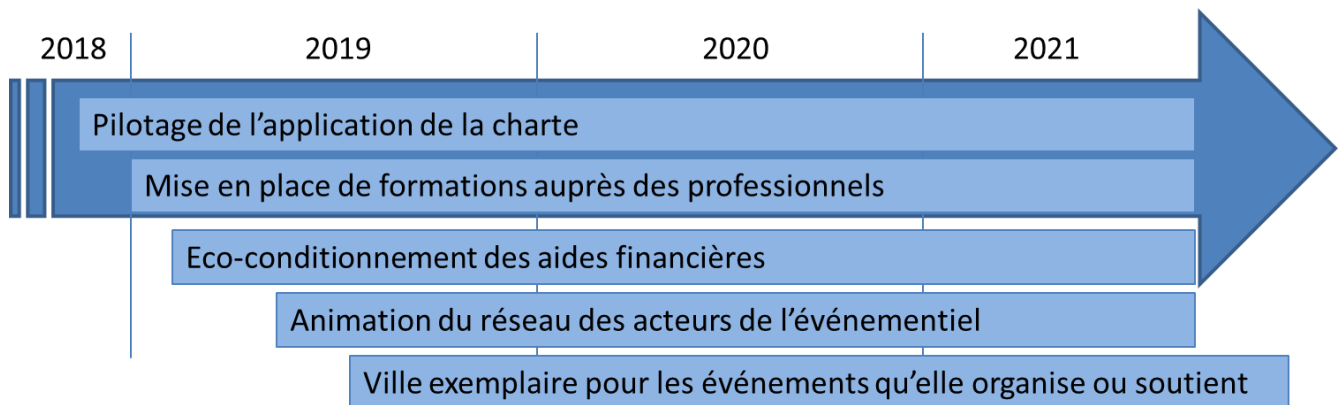 2018 2019 2020 2021
Pilotage de l’application de la charte
Mise en place de formations auprès des professionnels
Eco-conditionnement des aides financières
Animation du réseau des acteurs de l’événementiel
Ville exemplaire pour les événements qu’elle organise ou soutient